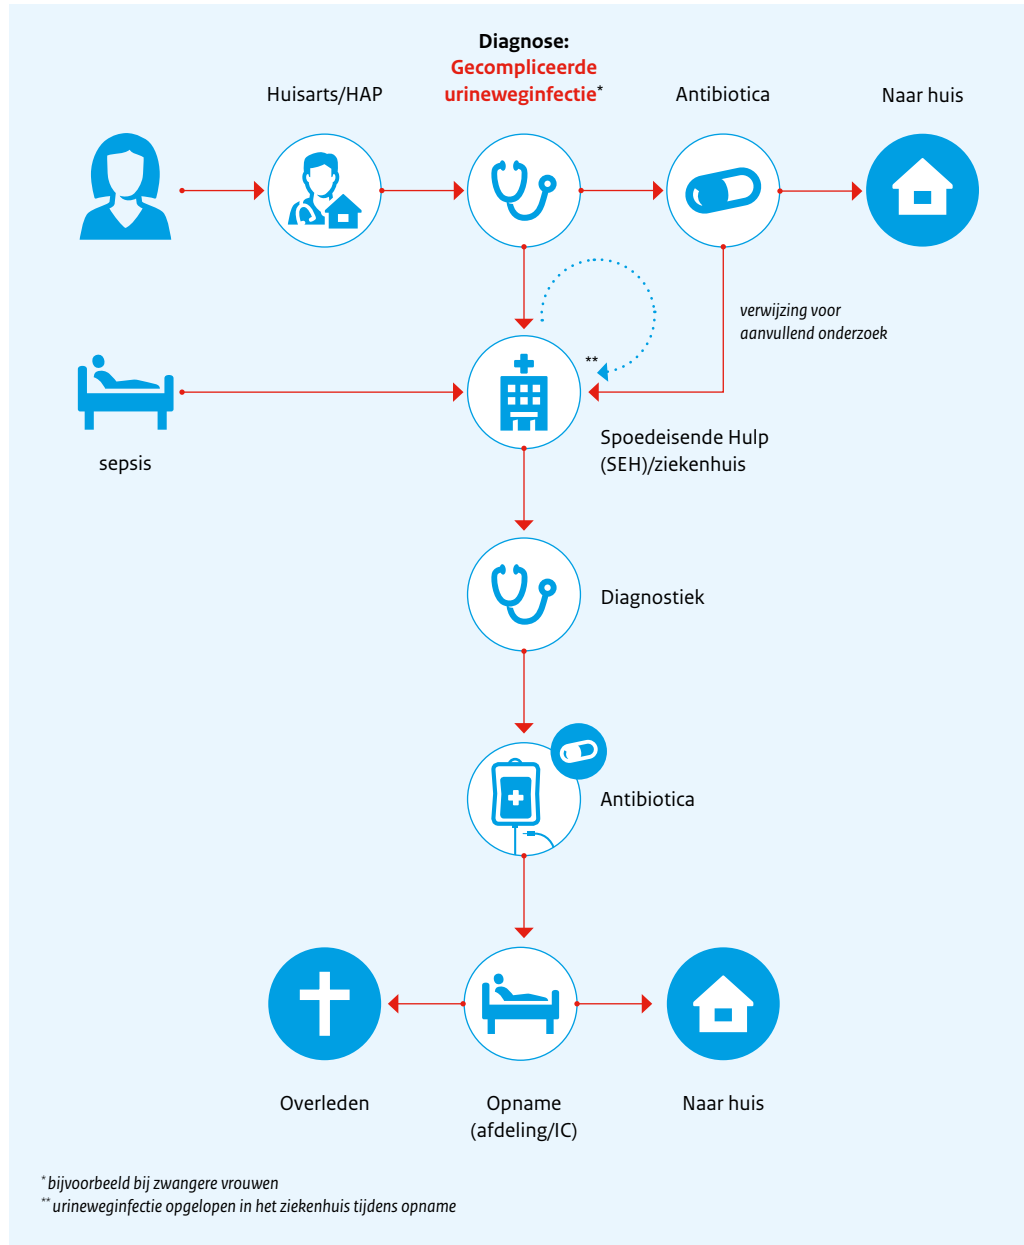 Diagnose:
Gecompliceerde
urineweginfectie*
Huisarts/HAP
Antibiotica
Naar huis
verwijzing voor
aanvullend onderzoek
**
sepsis
Spoedeisende Hulp
(SEH)/ziekenhuis
Diagnostiek
Antibiotica
Overleden
Opname
(afdeling/IC)
Naar huis
* bijvoorbeeld bij zwangere vrouwen
** urineweginfectie opgelopen in het ziekenhuis tijdens opname